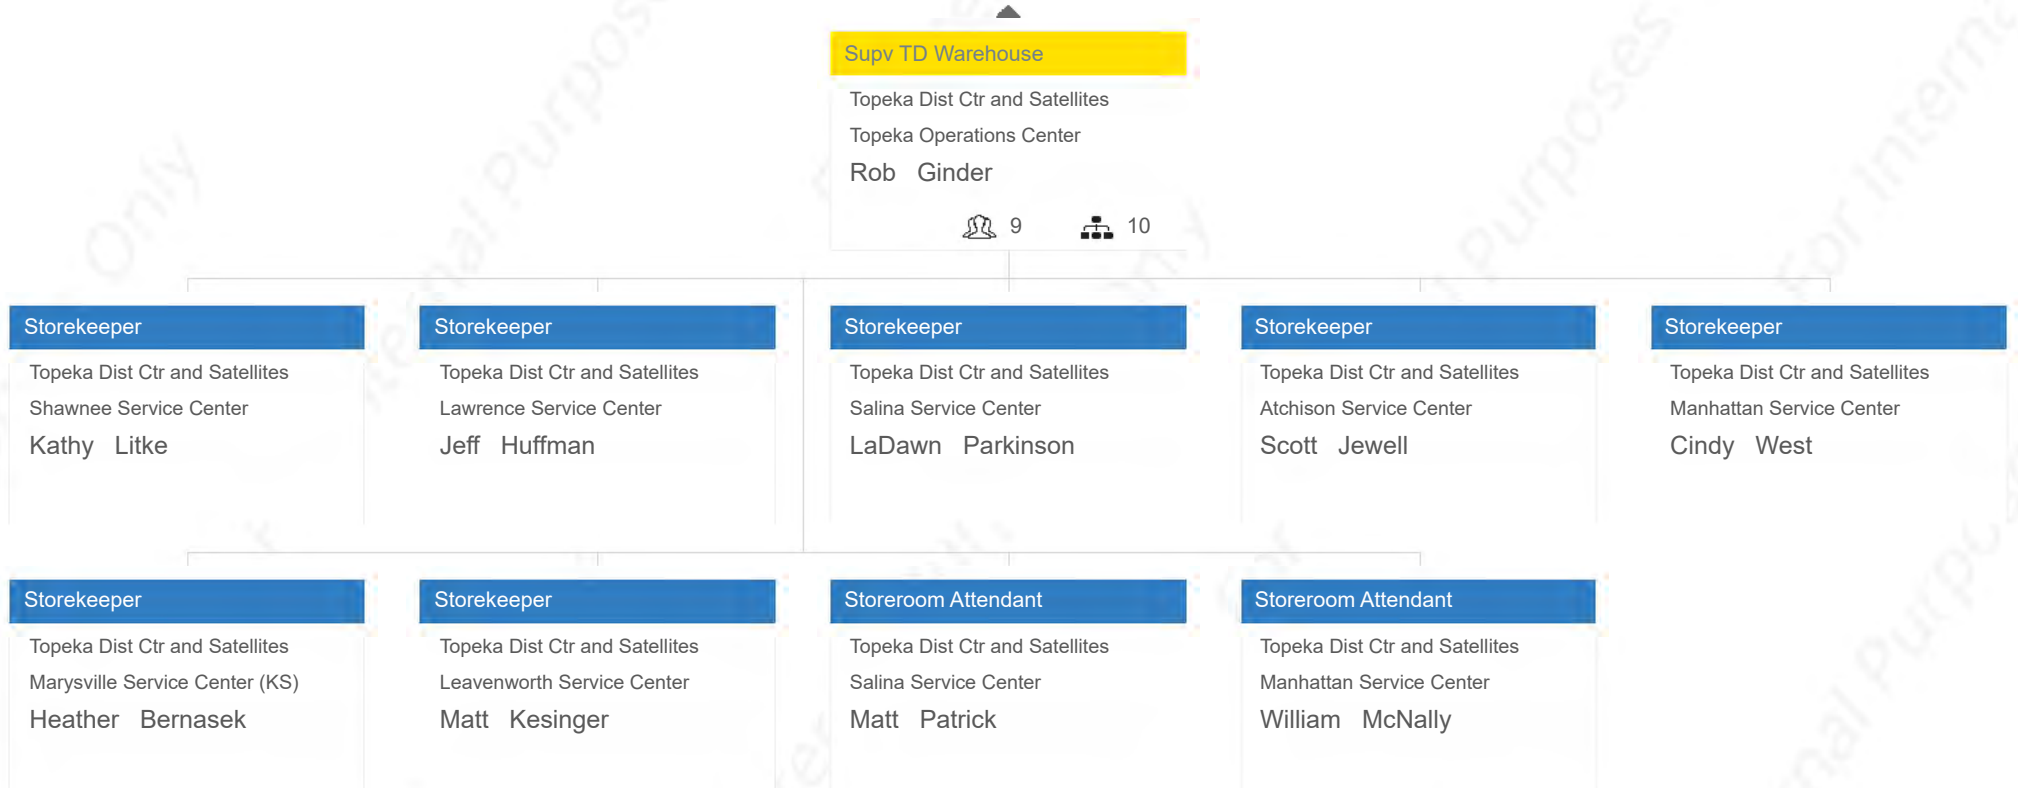 Supv TD Warehouse
Topeka Dist Ctr and Satellites
Topeka Operations Center
Rob Ginder
9 10
Storekeeper
Topeka Dist Ctr and Satellites
Shawnee Service Center
Kathy Litke
Storekeeper
Topeka Dist Ctr and Satellites
Lawrence Service Center
Jeff Huffman
Storekeeper
Topeka Dist Ctr and Satellites
Salina Service Center
LaDawn Parkinson
Storekeeper
Topeka Dist Ctr and Satellites
Atchison Service Center
Scott Jewell
Storekeeper
Topeka Dist Ctr and Satellites
Manhattan Service Center
Cindy West
Storekeeper
Topeka Dist Ctr and Satellites
Marysville Service Center (KS)
Heather Bernasek
Storekeeper
Topeka Dist Ctr and Satellites
Leavenworth Service Center
Matt Kesinger
Storeroom Attendant
Topeka Dist Ctr and Satellites
Salina Service Center
Matt Patrick
Storeroom Attendant
Topeka Dist Ctr and Satellites
Manhattan Service Center
William McNally